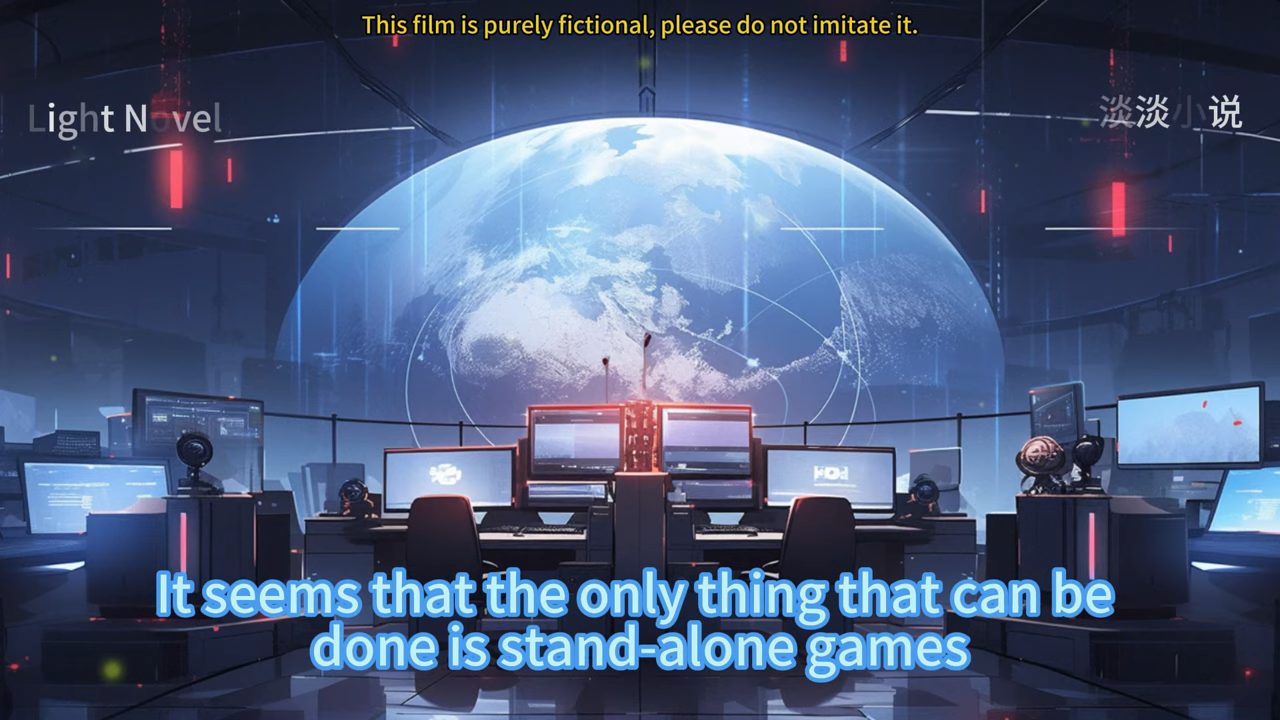 This film is purely fictional, please do not imitate it.
Light Novel
淡淡小说
It seems that the only thing that can be
done is stand-alone games